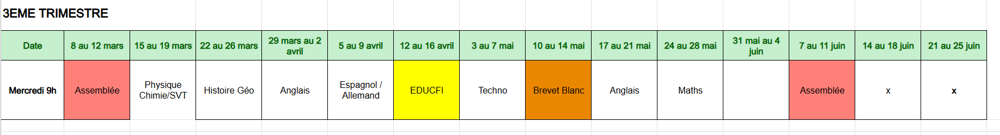 3EME TRIMESTRE
Date
8 au 12 mars
15 au 19 mars
22 au 26 mars
29 mars au 2
avril
5 au 9 avril
12 au 16 avril
3 au 7 mai
10 au 14 mai
17 au 21 mai
24 au 28 mai
31 mai au 4
juin
7 au 11 juin
14 au 18 juin
21 au 25 juin
Mercredi 9h
Assemblée
Physique
Chimie/SVT
Histoire Géo
Anglais
Espagnol /
Allemand
EDUCFI
Techno
Brevet Blanc
Anglais
Maths
Assemblée
x
x